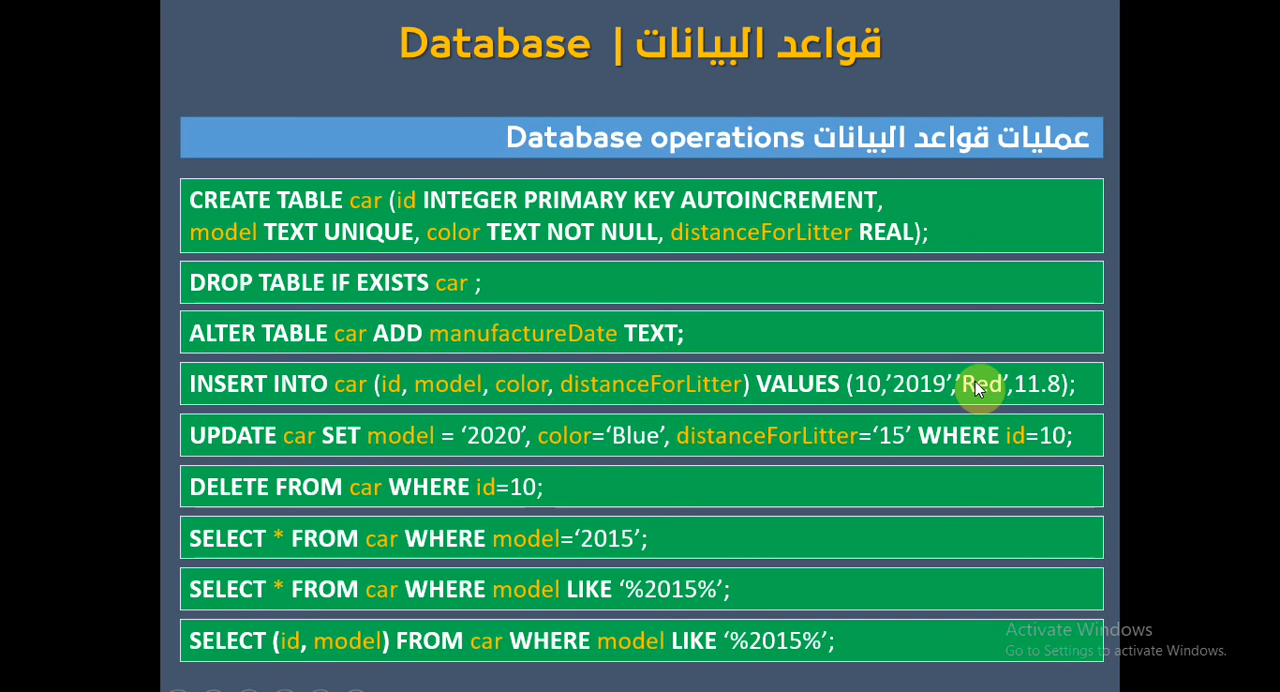 قواعد البيانات | Database
عمليات قواعد البيانات Database operations
CREATE TABLE car (id INTEGER PRIMARY KEY AUTOINCREMENT,
model TEXT UNIQUE, color TEXT NOT NULL, distanceForLitter REAL);
DROP TABLE IF EXISTS car ;
ALTER TABLE car ADD manufactureDate TEXT;
INSERT INTO car (id, model, color, distanceForLitter) VALUES (10,’2019’,’Red’,11.8);
UPDATE car SET model = ‘2020’, color=‘Blue’, distanceForLitter=‘15’ WHERE id=10;
DELETE FROM car WHERE id=10;
SELECT * FROM car WHERE model=‘2015’;
SELECT * FROM car WHERE model LIKE ‘%2015%’;
SELECT (id, model) FROM car WHERE model LIKE ‘%2015%’;
Activate Windows
Go to Settings to activate Windows.